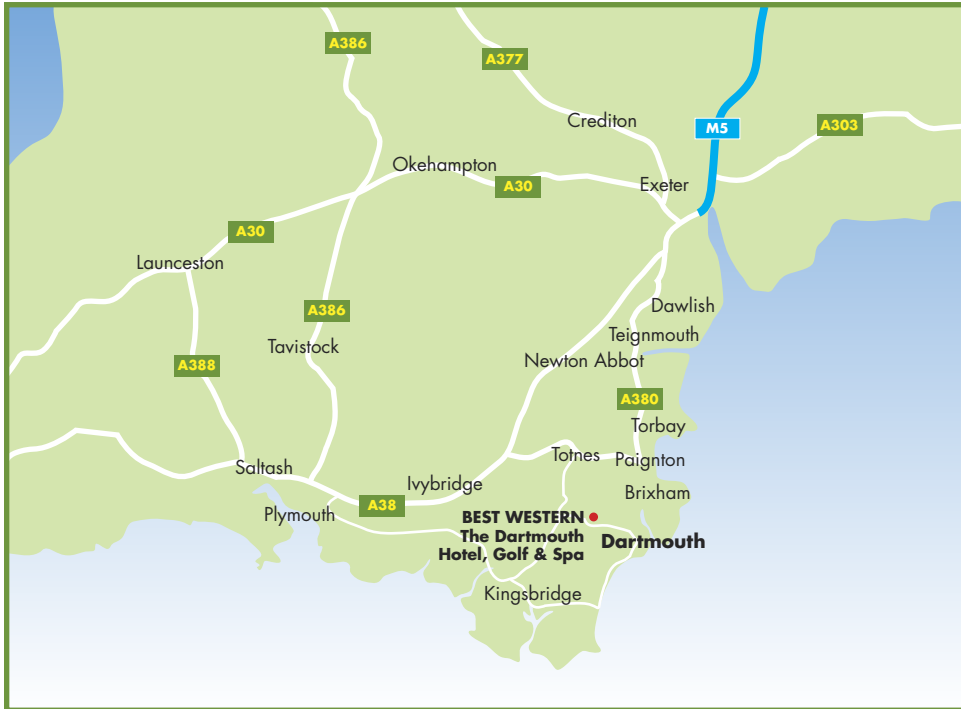 A386
A377
Crediton
M5
A303
Okehampton
A30
Exeter
A30
Launceston
Dawlish
A386
Teignmouth
Tavistock
Newton Abbot
A388
A380
Torbay
Totnes
Paignton
Saltash
Ivybridge
Brixham
A38
Plymouth
BEST WESTERN
The Dartmouth
Hotel, Golf & Spa
Dartmouth
Kingsbridge